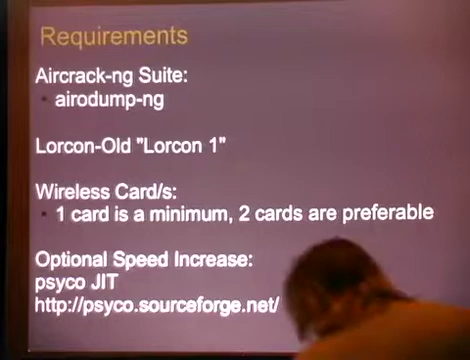 Requirements
Aircrack-ng Suite:
• airodump-ng
Lorcon-Old "Lorcon 1"
Wireless Card/s:
• 1 card is a minimum, 2 cards are preferable
Optional Speed Increase:
psyco JIT
http://psyco.sourceforge.net/